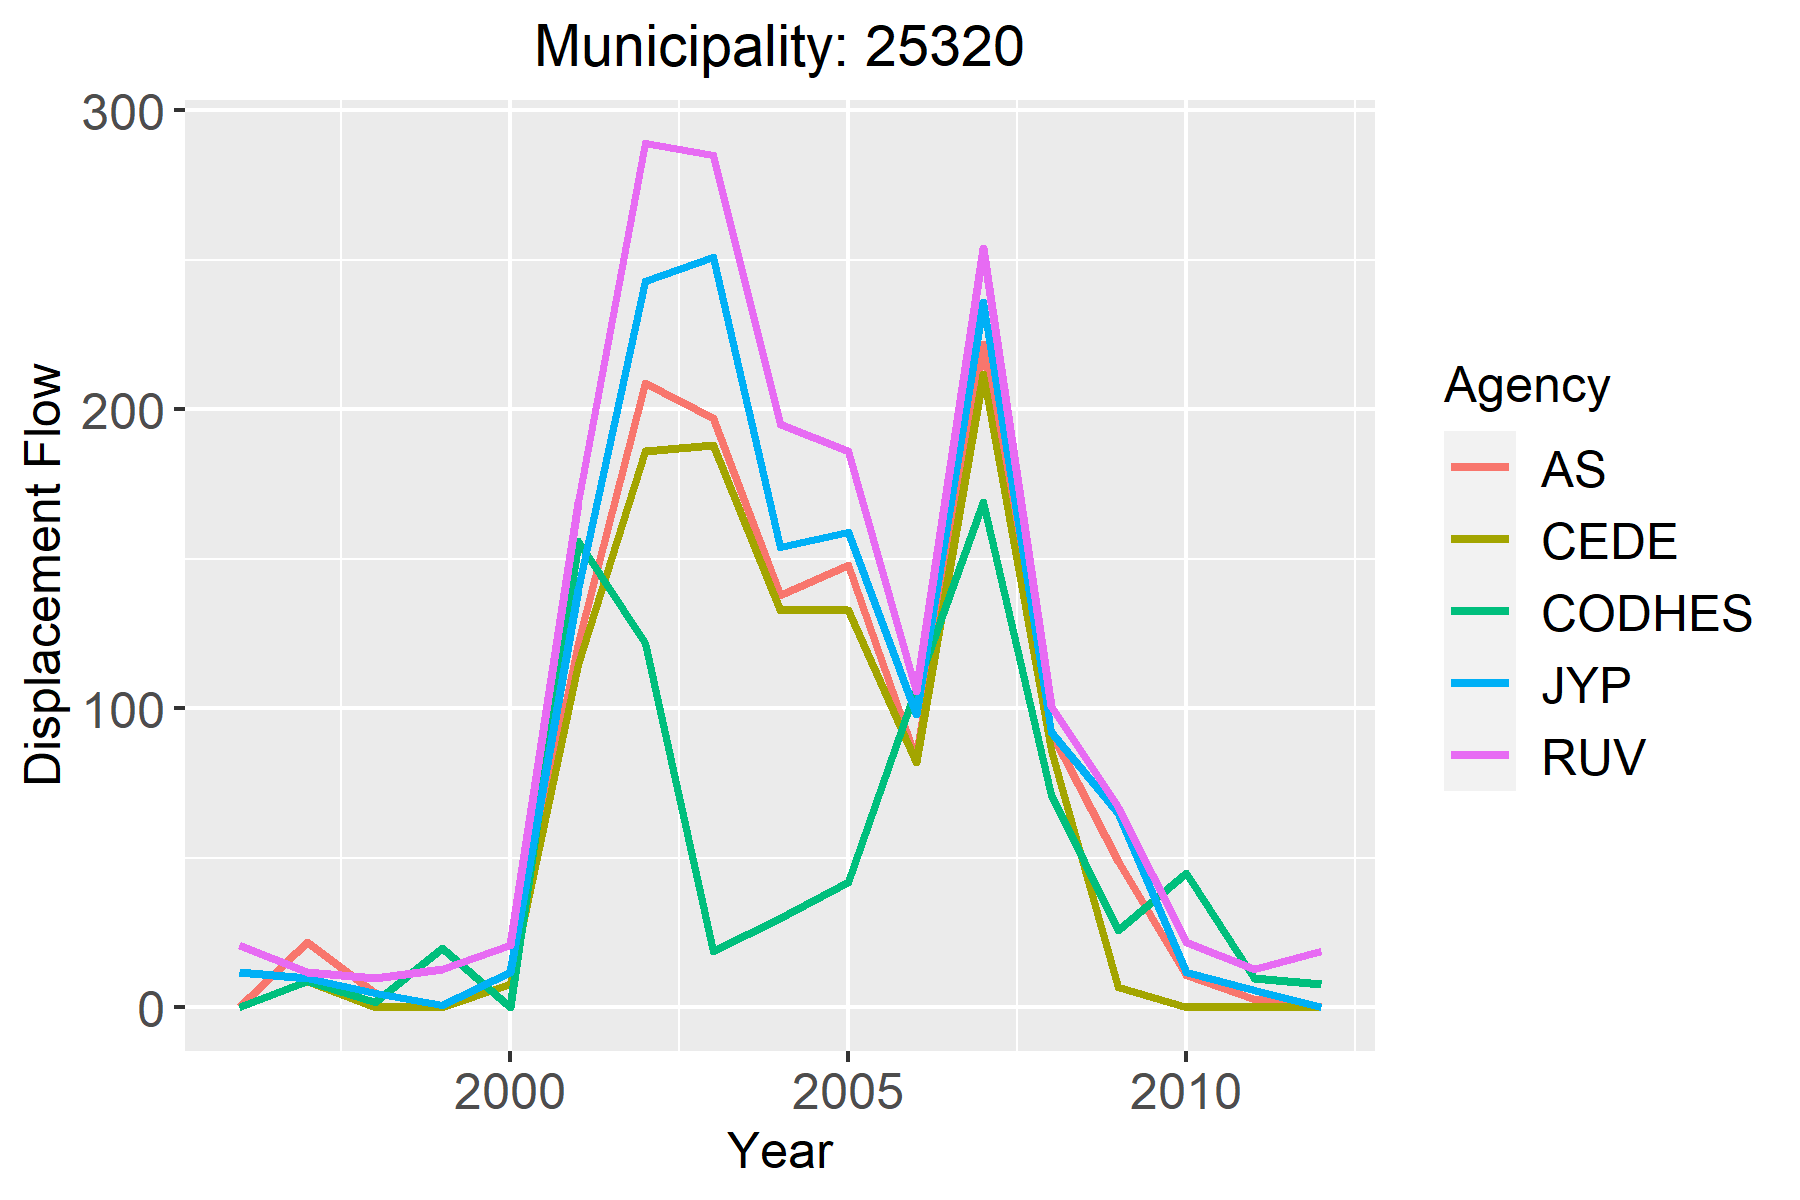 Municipality: 25320
300
200
100
0
Displacement Flow
2000 2005 2010
Year
Agency
AS
CEDE
CODHES
JYP
RUV